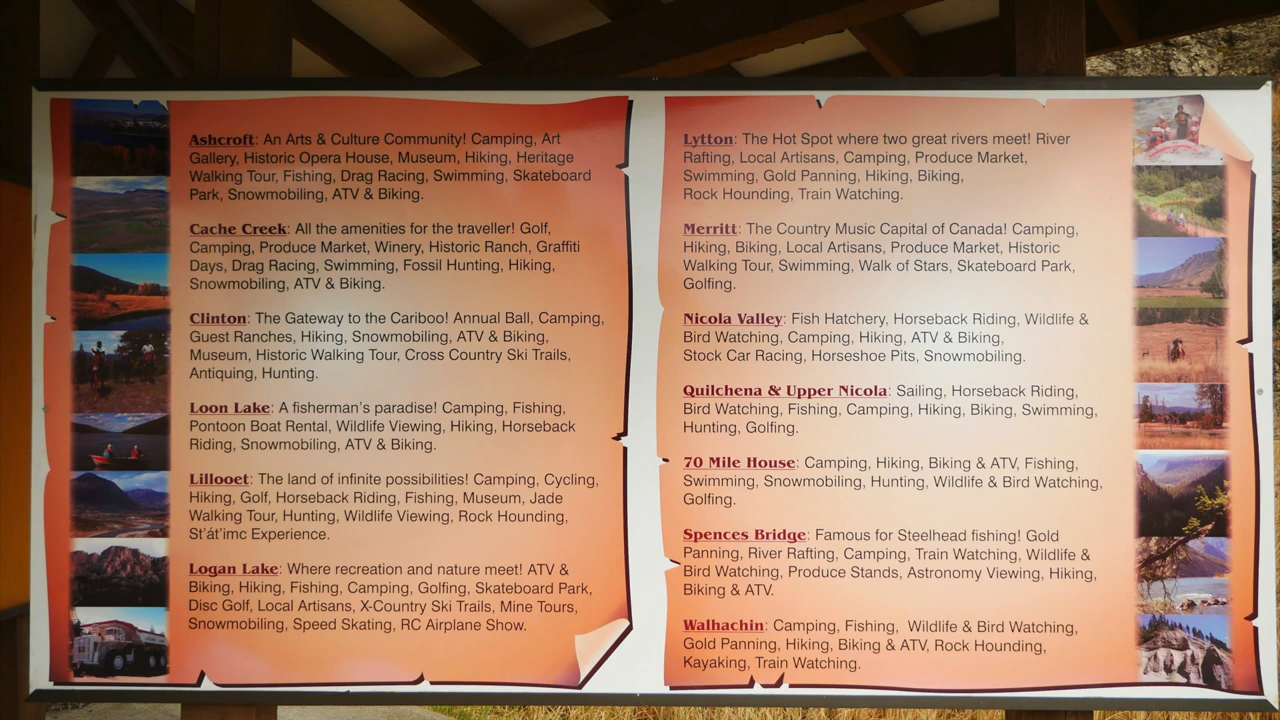 Ashcroft: An Arts & Culture Community! Camping, Art
Gallery, Historic Opera House, Museum, Hiking, Heritage
Walking Tour, Fishing, Drag Racing, Swimming, Skateboard
Park, Snowmobiling, ATV & Biking.
Cache Creek: All the amenities for the traveller! Golf,
Camping, Produce Market, Winery, Historic Ranch, Graffiti
Days, Drag Racing, Swimming, Fossil Hunting, Hiking,
Snowmobiling, ATV & Biking.
Clinton: The Gateway to the Cariboo! Annual Ball, Camping,
Guest Ranches, Hiking, Snowmobiling, ATV & Biking,
Museum, Historic Walking Tour, Cross Country Ski Trails,
Antiquing, Hunting.
Loon Lake: A fisherman's paradise! Camping, Fishing,
Pontoon Boat Rental, Wildlife Viewing, Hiking, Horseback
Riding, Snowmobiling, ATV & Biking.
Lillooet: The land of infinite possibilities! Camping, Cycling,
Hiking, Golf, Horseback Riding, Fishing, Museum, Jade
Walking Tour, Hunting, Wildlife Viewing, Rock Hounding,
St'át'imc Experience.
Logan Lake: Where recreation and nature meet! ATV &
Biking, Hiking, Fishing, Camping, Golfing, Skateboard Park,
Disc Golf, Local Artisans, X-Country Ski Trails, Mine Tours,
Snowmobiling, Speed Skating, RC Airplane Show.
Lytton: The Hot Spot where two great rivers meet! River
Rafting, Local Artisans, Camping, Produce Market,
Swimming, Gold Panning, Hiking, Biking,
Rock Hounding, Train Watching.
Merritt: The Country Music Capital of Canada! Camping,
Hiking, Biking, Local Artisans, Produce Market, Historic
Walking Tour, Swimming, Walk of Stars, Skateboard Park,
Golfing.
Nicola Valley: Fish Hatchery, Horseback Riding, Wildlife &
Bird Watching, Camping, Hiking, ATV & Biking,
Stock Car Racing, Horseshoe Pits, Snowmobiling.
Quilchena & Upper Nicola: Sailing, Horseback Riding,
Bird Watching, Fishing, Camping, Hiking, Biking, Swimming,
Hunting, Golfing.
70 Mile House: Camping, Hiking, Biking & ATV, Fishing,
Swimming, Snowmobiling, Hunting, Wildlife & Bird Watching,
Golfing.
Spences Bridge: Famous for Steelhead fishing! Gold
Panning, River Rafting, Camping, Train Watching, Wildlife &
Bird Watching, Produce Stands, Astronomy Viewing, Hiking,
Biking & ATV.
Walhachin: Camping, Fishing, Wildlife & Bird Watching,
Gold Panning, Hiking, Biking & ATV, Rock Hounding,
Kayaking, Train Watching.